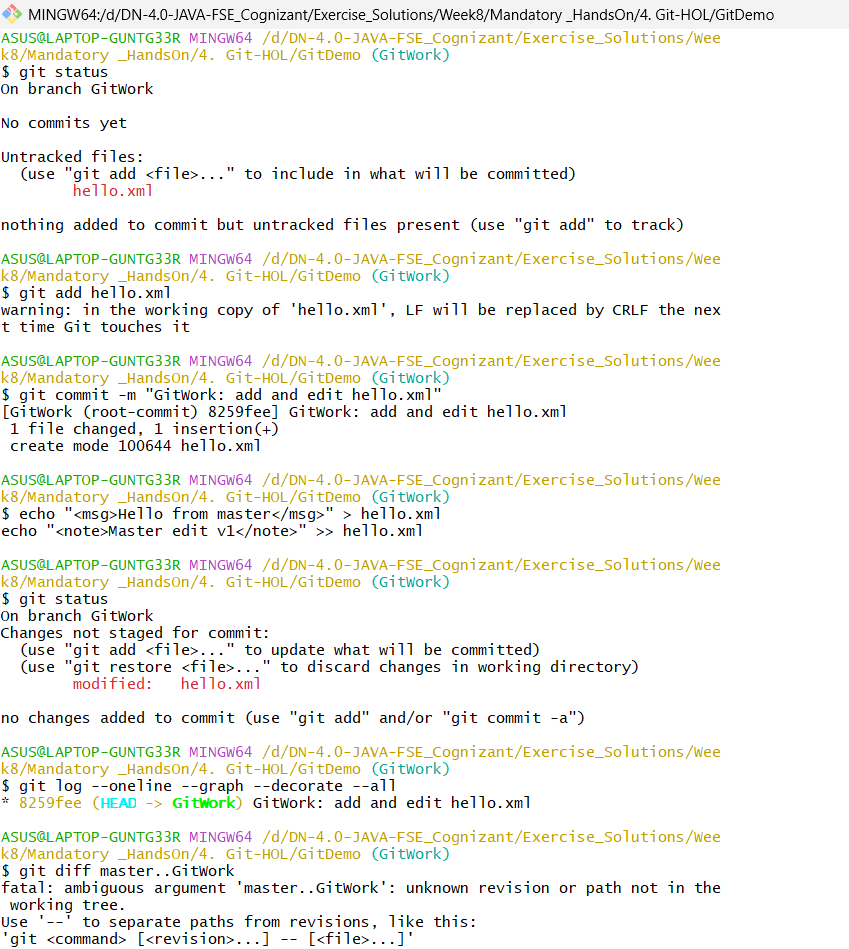 MINGW64:/d/DN-4.0-JAVA-FSE_Cognizant/Exercise_Solutions/Week8/Mandatory _HandsOn/4. Git-HOL/GitDemo
ASUS@LAPTOP-GUNTG33R MINGW64 /d/DN-4.0-JAVA-FSE_Cognizant/Exercise_Solutions/Wee
k8/Mandatory _HandsOn/4. Git-HOL/GitDemo (GitWork)
$ git status
On branch GitWork

No commits yet

Untracked files:
  (use "git add <file>..." to include in what will be committed)
        hello.xml

nothing added to commit but untracked files present (use "git add" to track)

ASUS@LAPTOP-GUNTG33R MINGW64 /d/DN-4.0-JAVA-FSE_Cognizant/Exercise_Solutions/Wee
k8/Mandatory _HandsOn/4. Git-HOL/GitDemo (GitWork)
$ git add hello.xml
warning: in the working copy of 'hello.xml', LF will be replaced by CRLF the nex
t time Git touches it

ASUS@LAPTOP-GUNTG33R MINGW64 /d/DN-4.0-JAVA-FSE_Cognizant/Exercise_Solutions/Wee
k8/Mandatory _HandsOn/4. Git-HOL/GitDemo (GitWork)
$ git commit -m "GitWork: add and edit hello.xml"
[GitWork (root-commit) 8259fee] GitWork: add and edit hello.xml
 1 file changed, 1 insertion(+)
 create mode 100644 hello.xml

ASUS@LAPTOP-GUNTG33R MINGW64 /d/DN-4.0-JAVA-FSE_Cognizant/Exercise_Solutions/Wee
k8/Mandatory _HandsOn/4. Git-HOL/GitDemo (GitWork)
$ echo "<msg>Hello from master</msg>" > hello.xml
echo "<note>Master edit v1</note>" >> hello.xml

ASUS@LAPTOP-GUNTG33R MINGW64 /d/DN-4.0-JAVA-FSE_Cognizant/Exercise_Solutions/Wee
k8/Mandatory _HandsOn/4. Git-HOL/GitDemo (GitWork)
$ git status
On branch GitWork
Changes not staged for commit:
  (use "git add <file>..." to update what will be committed)
  (use "git restore <file>..." to discard changes in working directory)
        modified:   hello.xml

no changes added to commit (use "git add" and/or "git commit -a")

ASUS@LAPTOP-GUNTG33R MINGW64 /d/DN-4.0-JAVA-FSE_Cognizant/Exercise_Solutions/Wee
k8/Mandatory _HandsOn/4. Git-HOL/GitDemo (GitWork)
$ git log --oneline --graph --decorate --all
* 8259fee (HEAD -> GitWork) GitWork: add and edit hello.xml

ASUS@LAPTOP-GUNTG33R MINGW64 /d/DN-4.0-JAVA-FSE_Cognizant/Exercise_Solutions/Wee
k8/Mandatory _HandsOn/4. Git-HOL/GitDemo (GitWork)
$ git diff master..GitWork
fatal: ambiguous argument 'master..GitWork': unknown revision or path not in the
 working tree.
Use '--' to separate paths from revisions, like this:
'git <command> [<revision>...] -- [<file>...]'